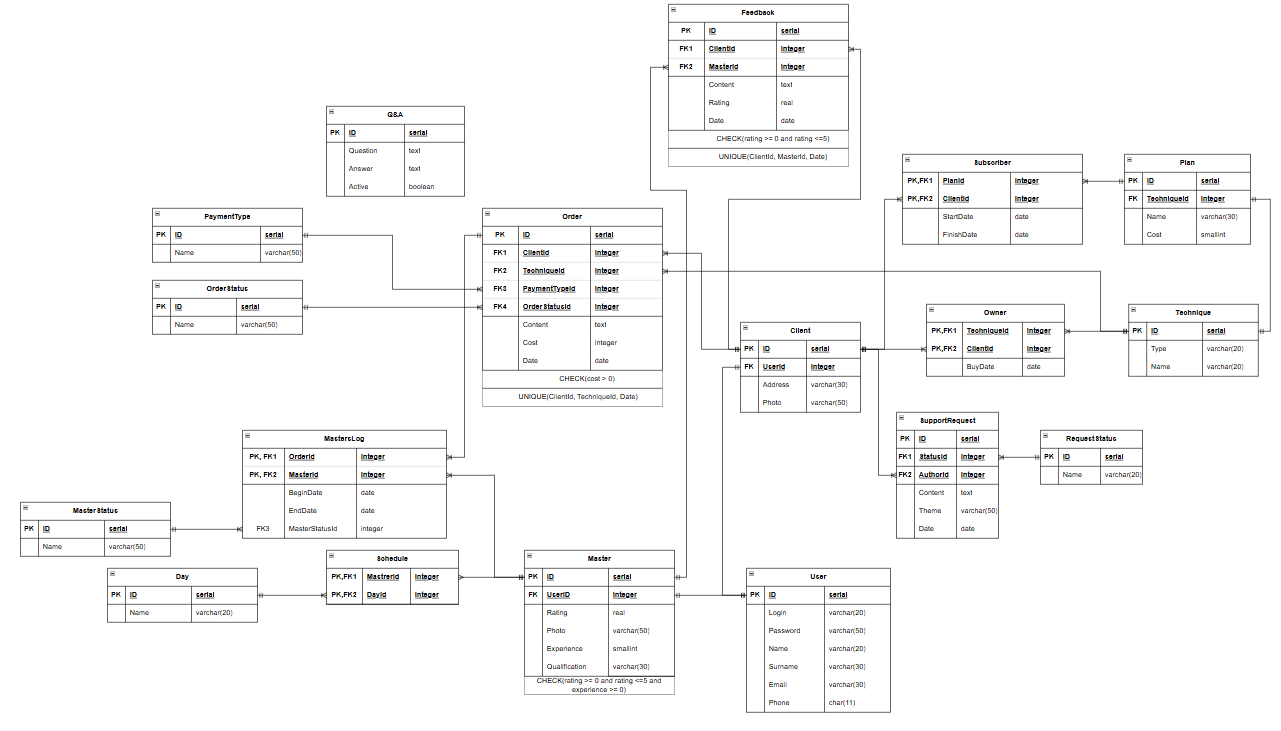 Feedback
PK ID serial
FK1 ClientId integer
FK2 MasterId integer
Content text
Rating real
Date date
CHECK(rating >= 0 and rating <=5)
UNIQUE(ClientId, MasterId, Date)
Q&A
PK ID serial
Question text
Answer text
Active boolean
Subscriber
PK,FK1 PlanId integer
PK,FK2 ClientId integer
StartDate date
FinishDate date
Plan
PK ID serial
FK TechniqueId integer
Name varchar(30)
Cost smallint
PaymentType
PK ID serial
Name varchar(50)
Order
PK ID serial
FK1 ClientId integer
FK2 TechniqueId integer
FK3 PaymentTypeId integer
FK4 OrderStatusId integer
Content text
Cost integer
Date date
CHECK(cost > 0)
UNIQUE(ClientId, TechniqueId, Date)
OrderStatus
PK ID serial
Name varchar(50)
Client
PK ID serial
FK UserId integer
Address varchar(30)
Photo varchar(50)
Owner
PK,FK1 TechniqueId integer
PK,FK2 ClientId integer
BuyDate date
Technique
PK ID serial
Type varchar(20)
Name varchar(20)
SupportRequest
PK ID serial
FK1 StatusId integer
FK2 AuthorId integer
Content text
Theme varchar(50)
Date date
RequestStatus
PK ID serial
Name varchar(20)
MastersLog
PK, FK1 OrderId integer
PK, FK2 MasterId integer
BeginDate date
EndDate date
FK3 MasterStatusId integer
MasterStatus
PK ID serial
Name varchar(50)
Day
PK ID serial
Name varchar(20)
Schedule
PK,FK1 MastrerId integer
PK,FK2 DayId integer
Master
PK ID serial
FK UserID integer
Rating real
Photo varchar(50)
Experience smallint
Qualification varchar(30)
CHECK(rating >= 0 and rating <=5 and
experience >= 0)
User
PK ID serial
Login varchar(20)
Password varchar(50)
Name varchar(20)
Surname varchar(30)
Email varchar(30)
Phone char(11)